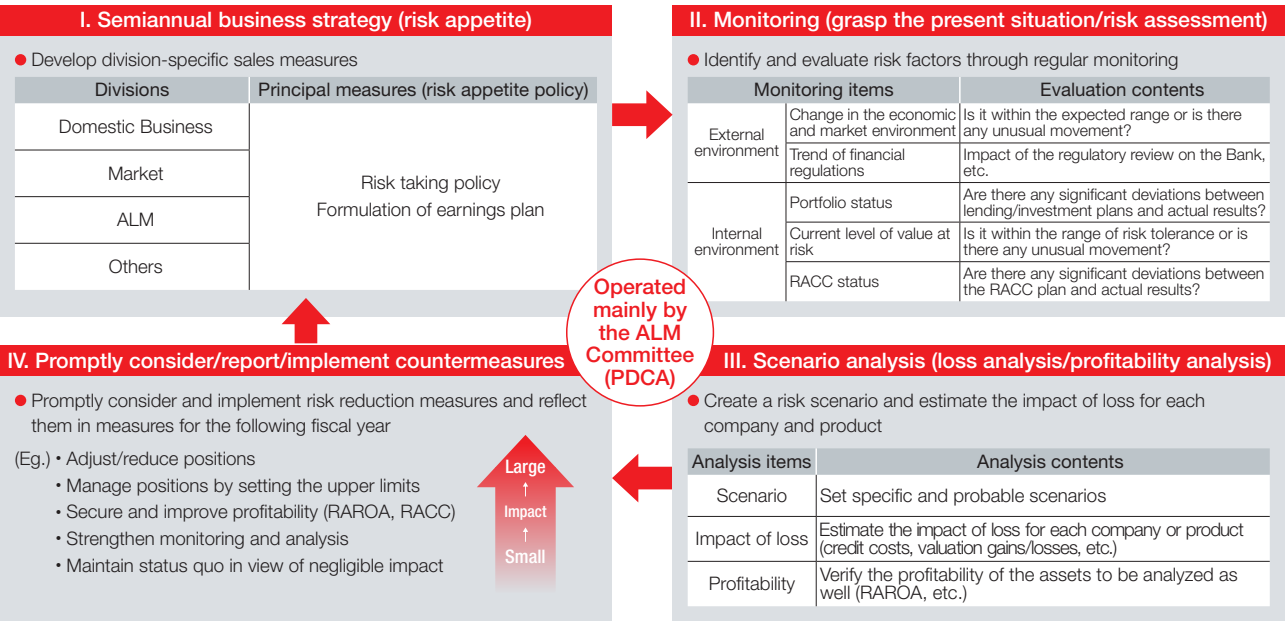 I. Semiannual business strategy (risk appetite)
● Develop division-specific sales measures
Divisions
Principal measures (risk appetite policy)
Domestic Business
Market
ALM
Others
Risk taking policy
Formulation of earnings plan
II. Monitoring (grasp the present situation/risk assessment)
● Identify and evaluate risk factors through regular monitoring
Monitoring items
Evaluation contents
External
environment
Change in the economic
and market environment
Is it within the expected range or is there
any unusual movement?
Trend of financial
regulations
Impact of the regulatory review on the Bank,
etc.
Internal
environment
Portfolio status
Are there any significant deviations between
lending/investment plans and actual results?
Current level of value at
risk
Is it within the range of risk tolerance or is
there any unusual movement?
RACC status
Are there any significant deviations between
the RACC plan and actual results?
Operated
mainly by
the ALM
Committee
(PDCA)
III. Scenario analysis (loss analysis/profitability analysis)
● Create a risk scenario and estimate the impact of loss for each
company and product
Analysis items
Analysis contents
Scenario
Set specific and probable scenarios
Impact of loss
Estimate the impact of loss for each company or product
(credit costs, valuation gains/losses, etc.)
Profitability
Verify the profitability of the assets to be analyzed as
well (RAROA, etc.)
IV. Promptly consider/report/implement countermeasures
● Promptly consider and implement risk reduction measures and reflect
them in measures for the following fiscal year
(Eg.) • Adjust/reduce positions
• Manage positions by setting the upper limits
• Secure and improve profitability (RAROA, RACC)
• Strengthen monitoring and analysis
• Maintain status quo in view of negligible impact
Large
↑
Impact
↑
Small